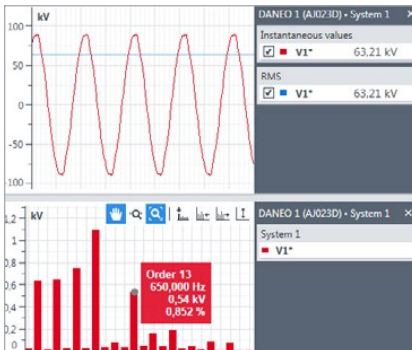 kV
100
50
0
-50
-100
DANEO 1 (AJ023D) • System 1
Instantaneous values
V1* 63,21 kV
RMS
V1* 63,21 kV
1,2
kV
1
0,8
0,6
0,4
0,2
0
Order 13
650,000 Hz
0,54 kV
0,852 %
DANEO 1 (AJ023D) • System 1
System 1
V1*